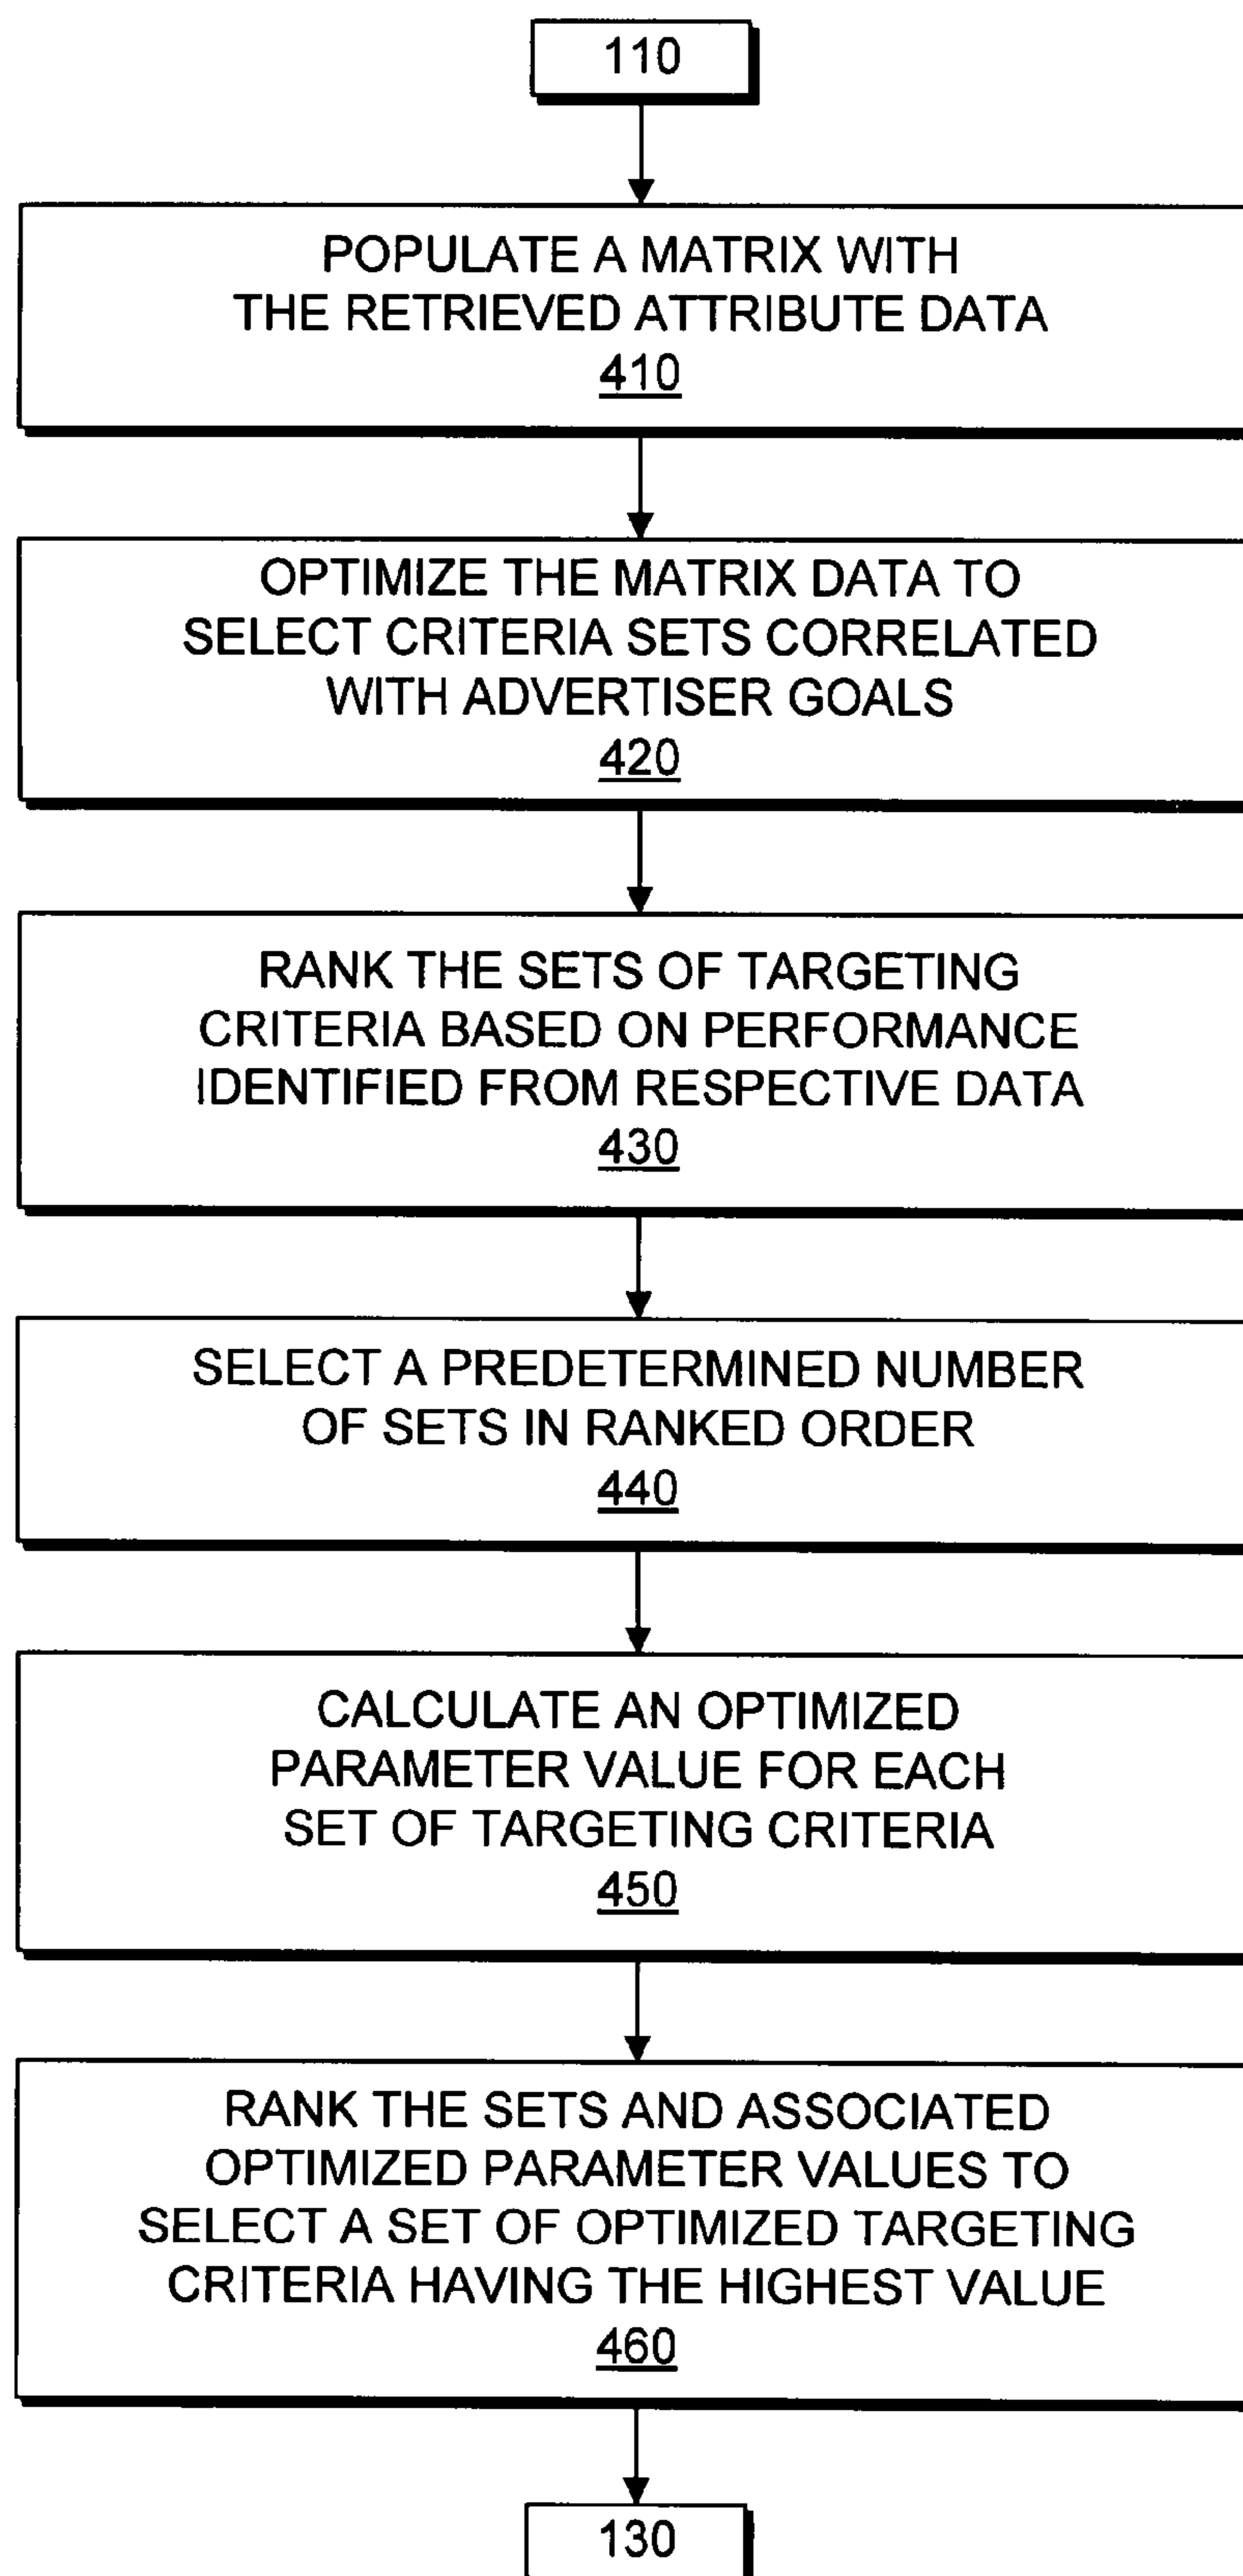 110
POPULATE A MATRIX WITH
THE RETRIEVED ATTRIBUTE DATA
410
OPTIMIZE THE MATRIX DATA TO
SELECT CRITERIA SETS CORRELATED
WITH ADVERTISER GOALS
420
RANK THE SETS OF TARGETING
CRITERIA BASED ON PERFORMANCE
IDENTIFIED FROM RESPECTIVE DATA
430
SELECT A PREDETERMINED NUMBER
OF SETS IN RANKED ORDER
440
CALCULATE AN OPTIMIZED
PARAMETER VALUE FOR EACH
SET OF TARGETING CRITERIA
450
RANK THE SETS AND ASSOCIATED
OPTIMIZED PARAMETER VALUES TO
SELECT A SET OF OPTIMIZED TARGETING
CRITERIA HAVING THE HIGHEST VALUE
460
130